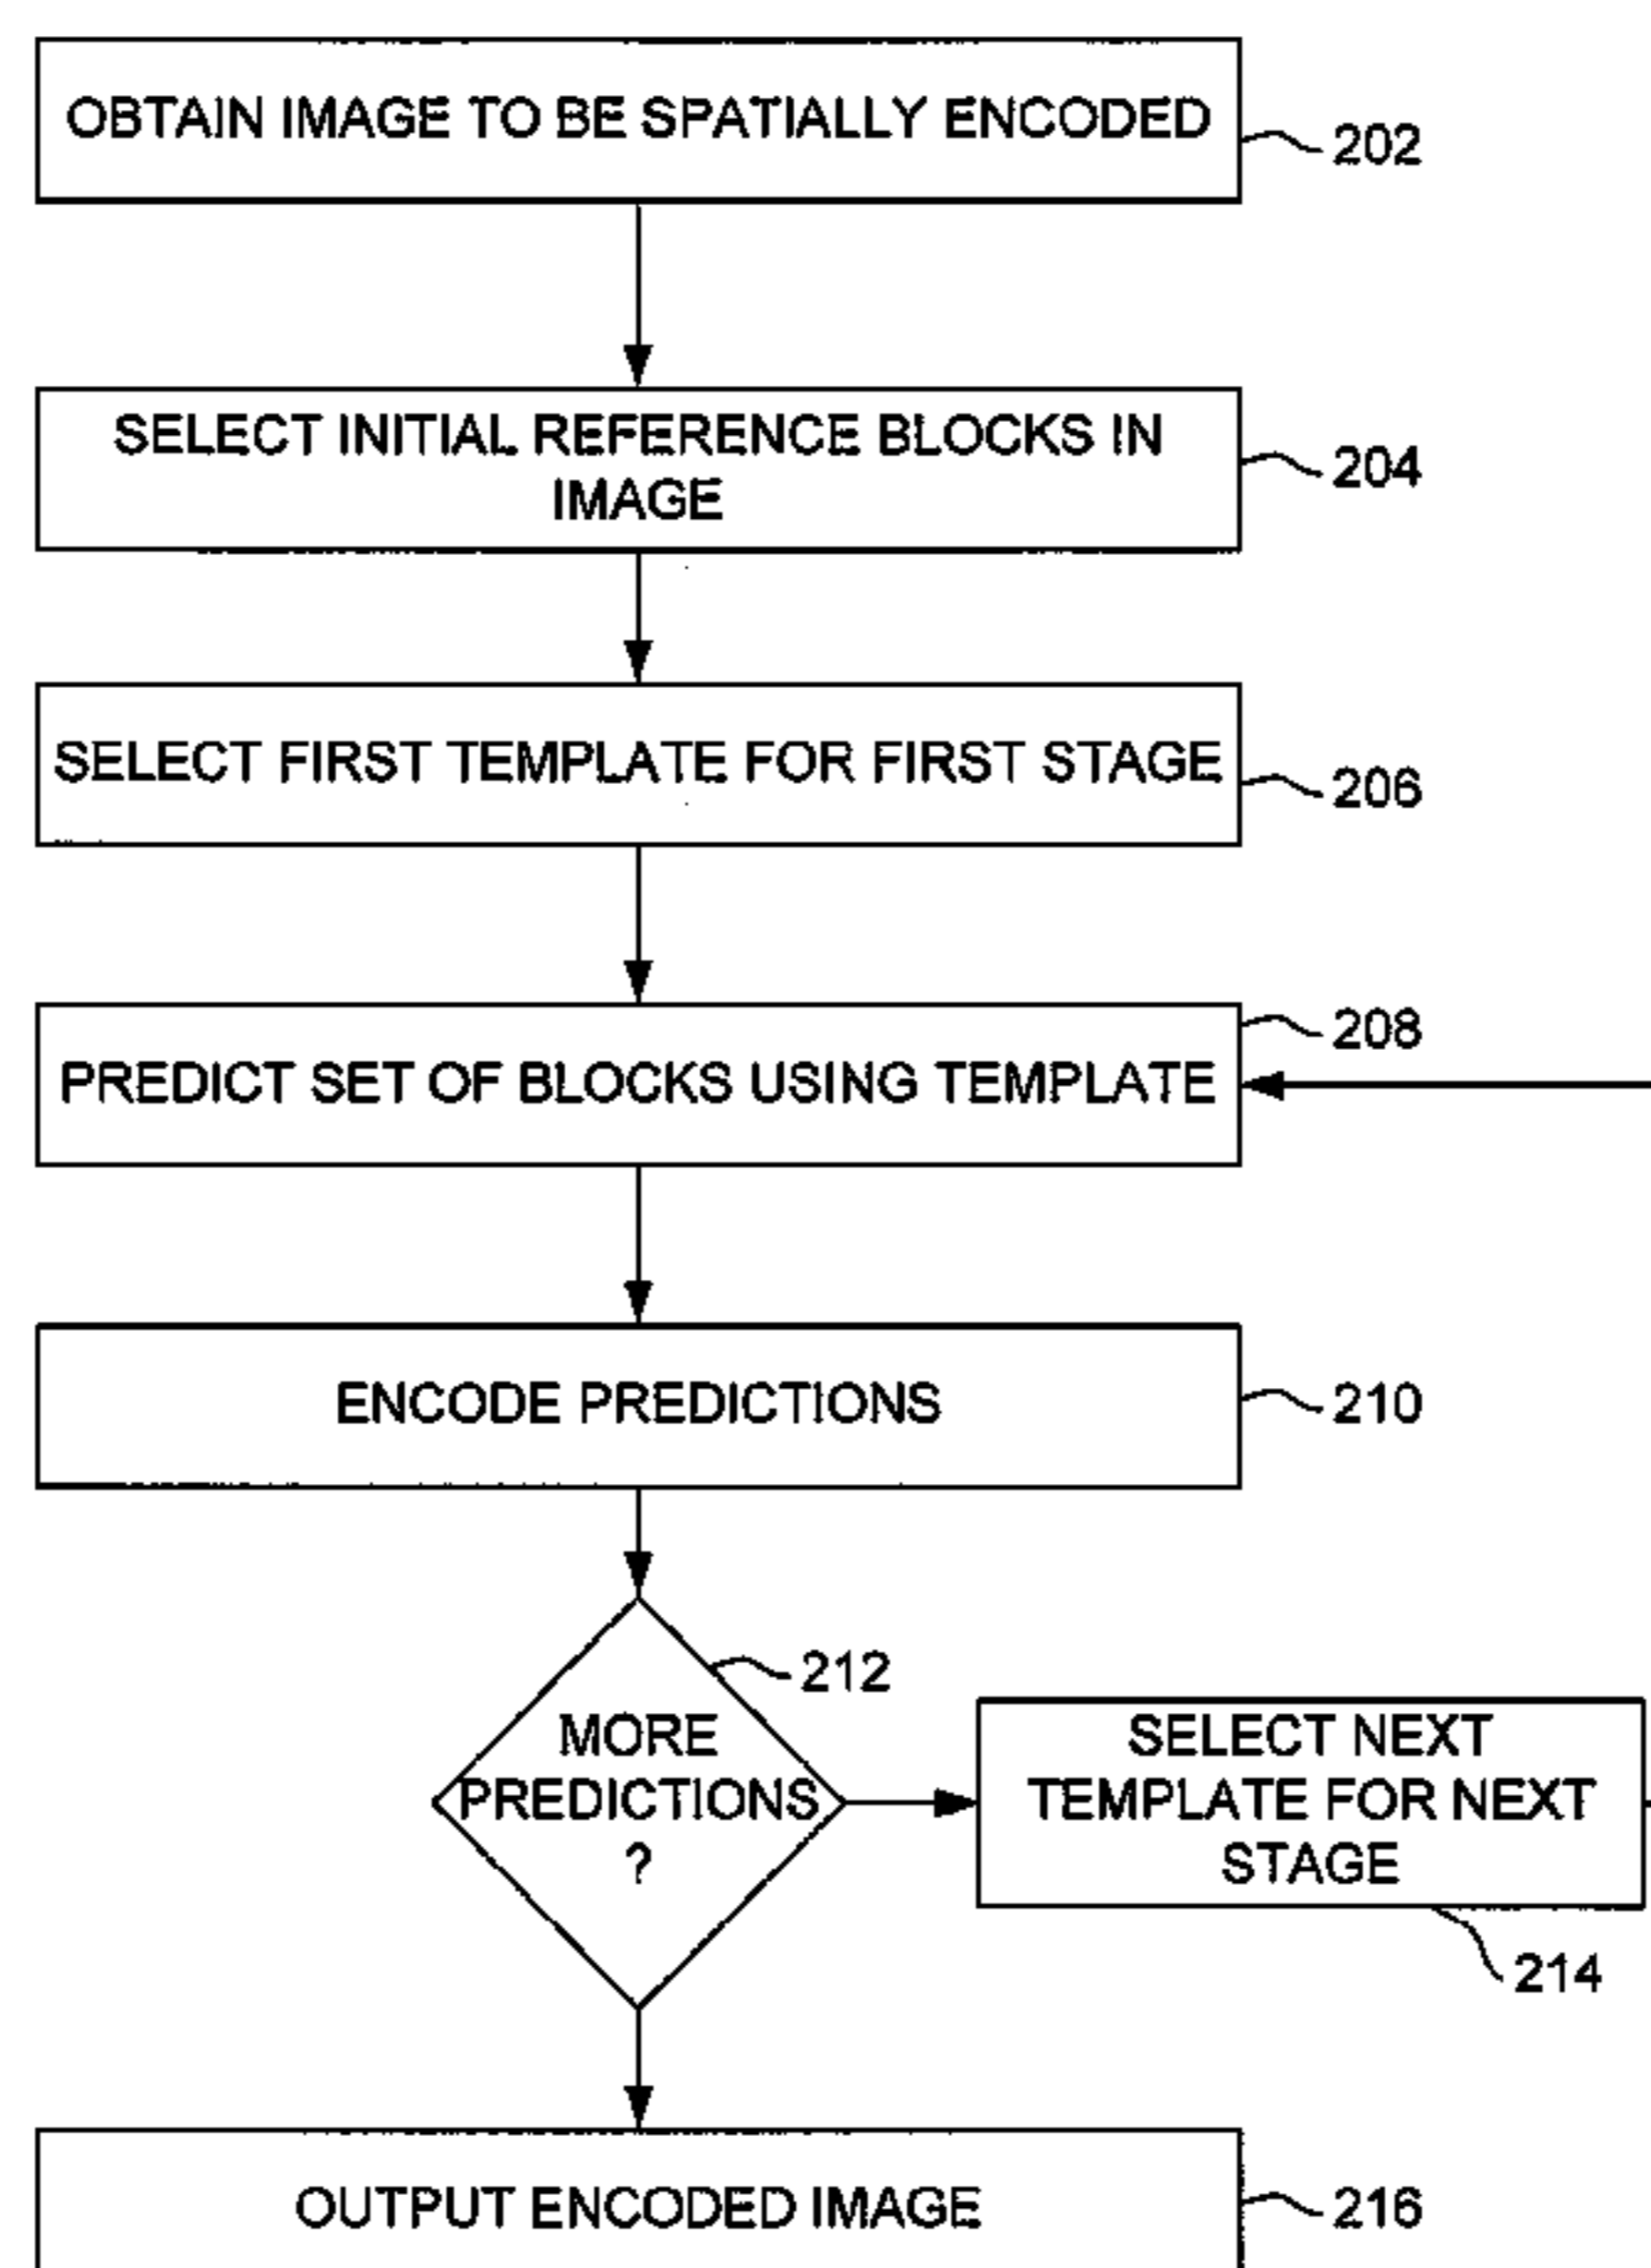 OBTAIN IMAGE TO BE SPATIALLY ENCODED
202
SELECT INITIAL REFERENCE BLOCKS IN
IMAGE
204
SELECT FIRST TEMPLATE FOR FIRST STAGE
206
208
PREDICT SET OF BLOCKS USING TEMPLATE
ENCODE PREDICTIONS
210
212
MORE
PREDICTIONS
?
SELECT NEXT
TEMPLATE FOR NEXT
STAGE
214
OUTPUT ENCODED IMAGE
216